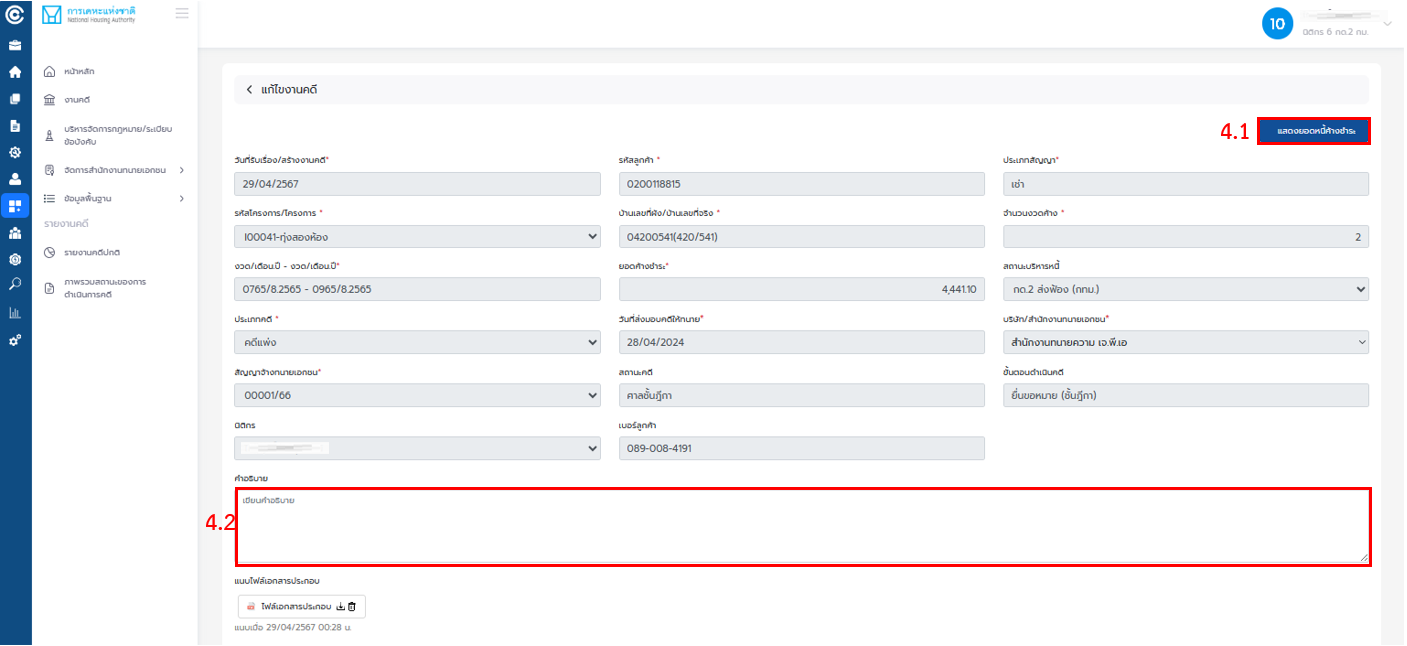 การเคหะแห่งชาติ
National Housing Authority
10
นิติกร 6 กด.2 กม.
หน้าหลัก
งานคดี
บริหารจัดการกฎหมาย/ระเบียบ
ข้อบังคับ
จัดการสำนักงานทนายเอกชน
ข้อมูลพื้นฐาน
รายงานคดี
รายงานคดีปกติ
ภาพรวมสถานะของการ
ดำเนินการคดี
แก้ไขงานคดี
4.1 แสดงยอดหนี้ค้างชำระ
วันที่รับเรื่อง/สร้างงานคดี* รหัสลูกค้า * ประเภทสัญญา*
29/04/2567 0200118815 เช่า
รหัสโครงการ/โครงการ * บ้านเลขที่ผัง/บ้านเลขที่จริง * จำนวนงวดค้าง *
I00041-ทุ่งสองห้อง 04200541(420/541) 2
งวด/เดือน.ปี - งวด/เดือน.ปี* ยอดค้างชำระ* สถานะบริหารหนี้
0765/8.2565 - 0965/8.2565 4,441.10 กด.2 ส่งฟ้อง (กทม.)
ประเภทคดี * วันที่ส่งมอบคดีให้ทนาย* บริษัท/สำนักงานทนายเอกชน*
คดีแพ่ง 28/04/2024 สำนักงานทนายความ เจ.พี.เอ
สัญญาจ้างทนายเอกชน* สถานะคดี ขั้นตอนดำเนินคดี
00001/66 ศาลชั้นฎีกา ยื่นขอหมาย (ชั้นฎีกา)
นิติกร เบอร์ลูกค้า
089-008-4191
คำอธิบาย
4.2 เขียนคำอธิบาย
แนบไฟล์เอกสารประกอบ
ไฟล์เอกสารประกอบ
แนบเมื่อ 29/04/2567 00:28 น.